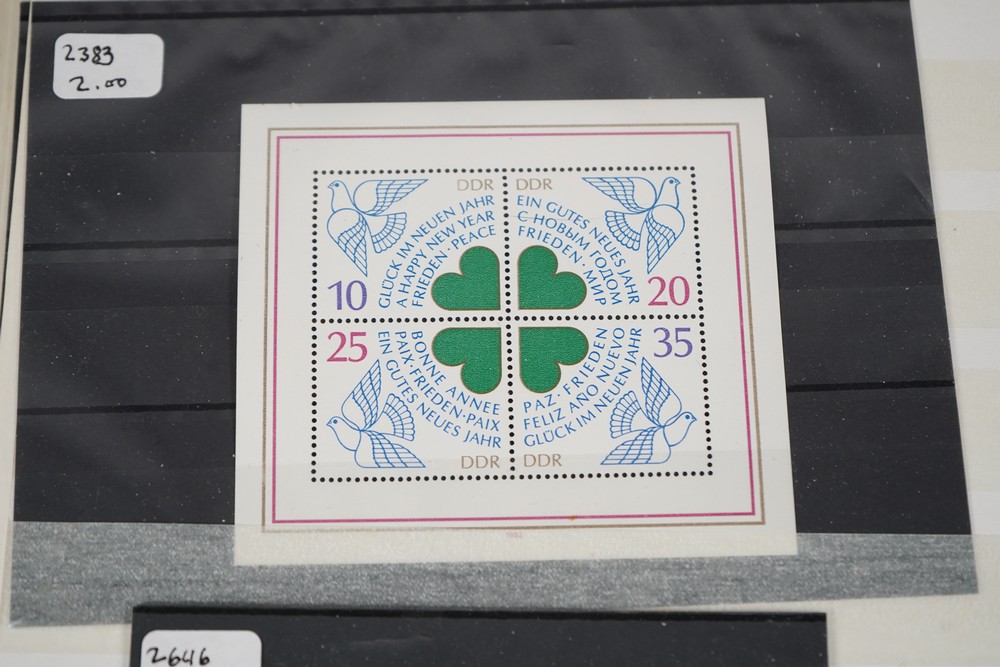 2383
2.00
DDR
GLÜCK IM NEUEN JAHR
A HAPPY NEW YEAR
FRIEDEN · PEACE
10
DDR
EIN GUTES NEUES JAHR
С НОВЫМ ГОДОМ
FRIEDEN · МИР
20
25
BONNE ANNEE
PAIX · FRIEDEN · PAIX
EIN GUTES NEUES JAHR
DDR
35
PAZ · FRIEDEN
FELIZ AÑO NUEVO
GLÜCK IM NEUEN JAHR
DDR
2646